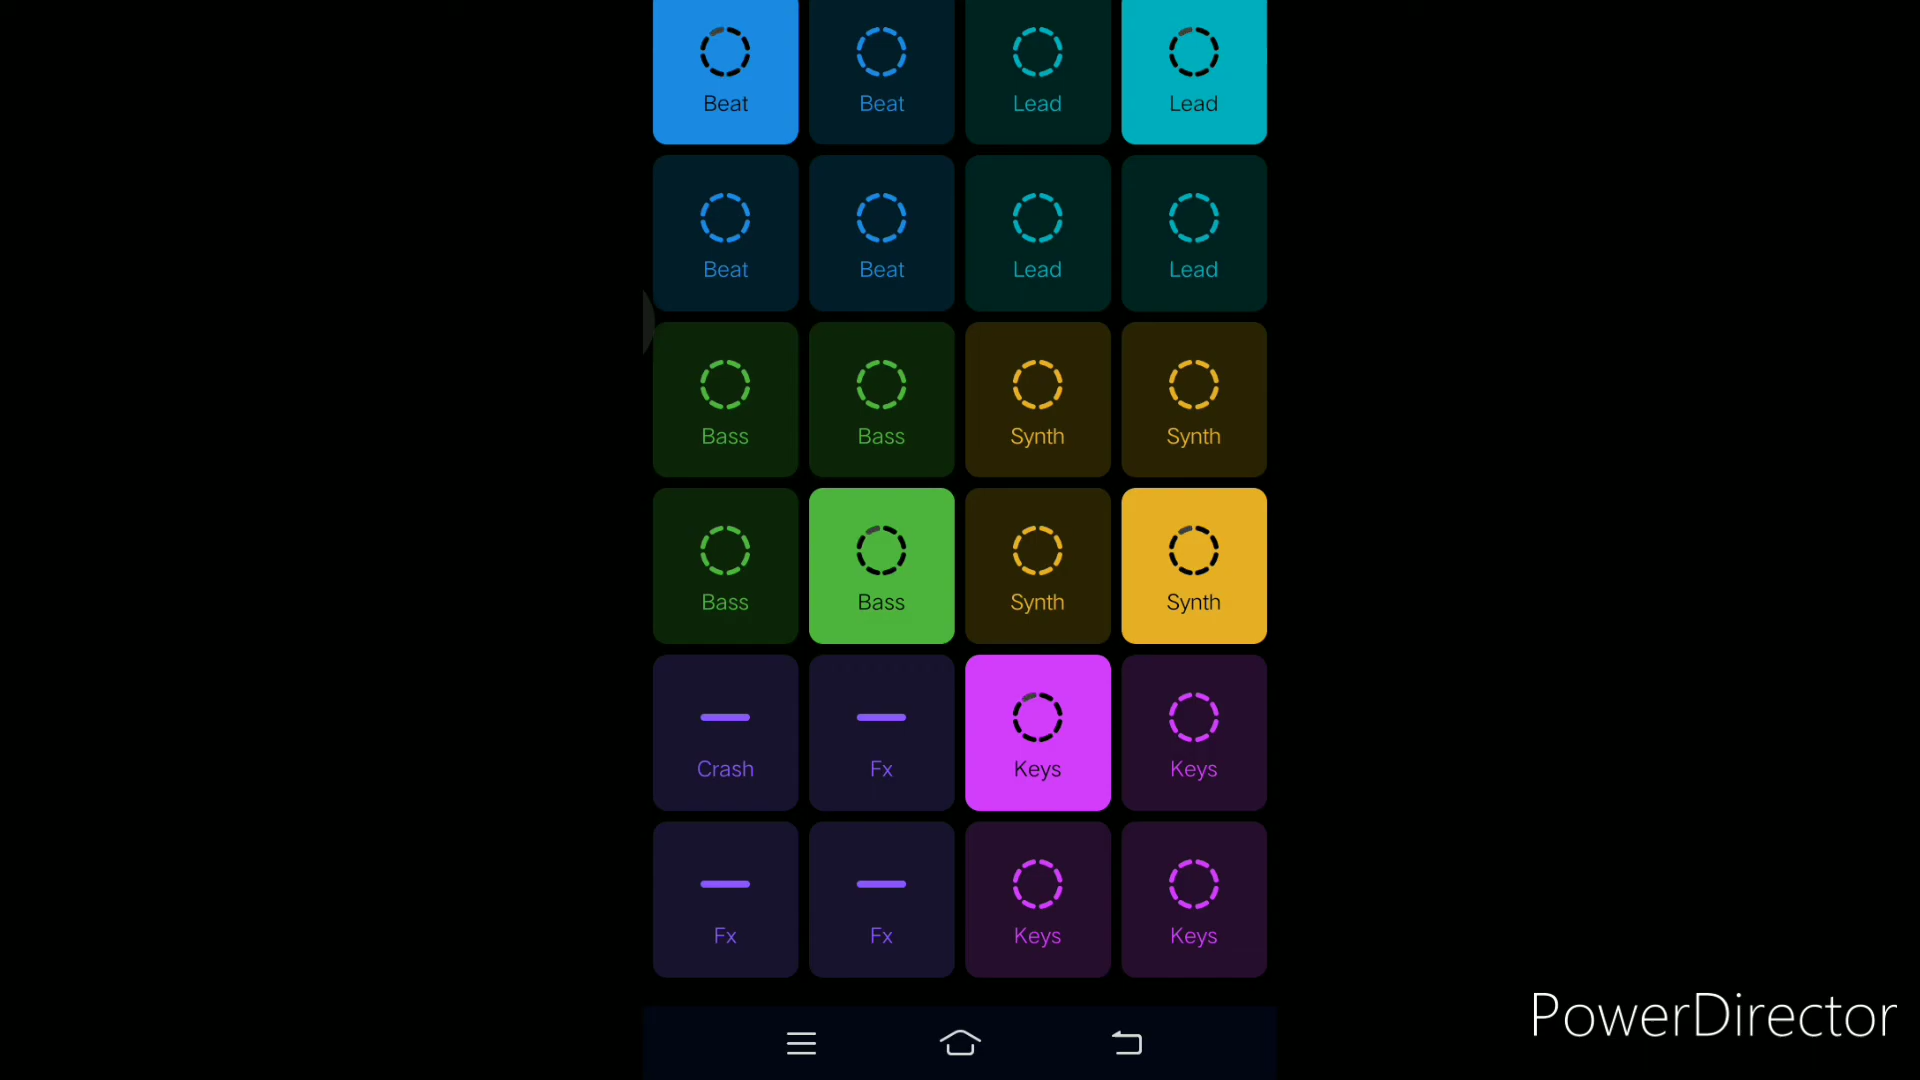 Beat Beat Lead Lead
Beat Beat Lead Lead
Bass Bass Synth Synth
Bass Bass Synth Synth
Crash Fx Keys Keys
Fx Fx Keys Keys
PowerDirector